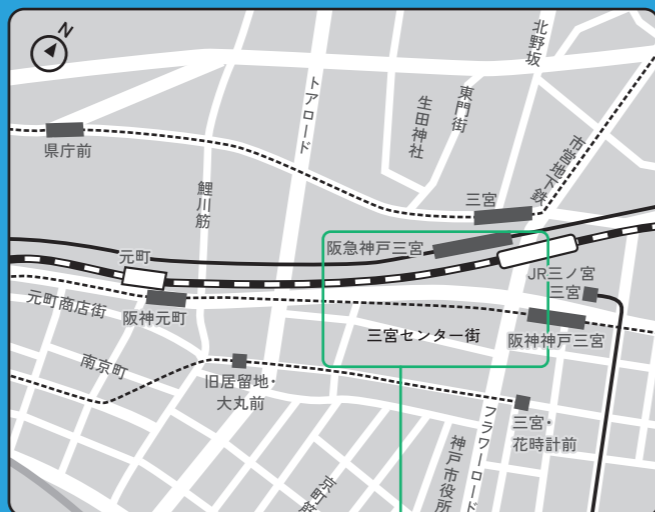 N
北野坂
トアロード
東門街
生田神社
市営地下鉄
県庁前
鯉川筋
三宮
阪急神戸三宮
元町
JR三ノ宮
三宮
元町商店街
阪神元町
三宮センター街
阪神神戸三宮
南京町
旧居留地・
大丸前
三宮・
花時計前
フラワーロード
神戸市役所